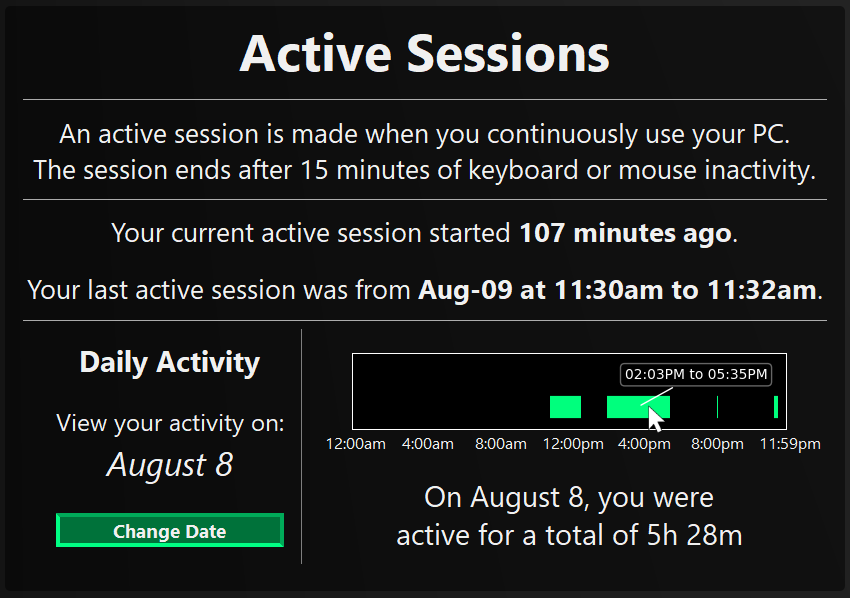 Active Sessions
An active session is made when you continuously use your PC.
The session ends after 15 minutes of keyboard or mouse inactivity.
Your current active session started 107 minutes ago.
Your last active session was from Aug-09 at 11:30am to 11:32am.
Daily Activity
View your activity on:
August 8
Change Date
02:03PM to 05:35PM
12:00am 4:00am 8:00am 12:00pm 4:00pm 8:00pm 11:59pm
On August 8, you were
active for a total of 5h 28m